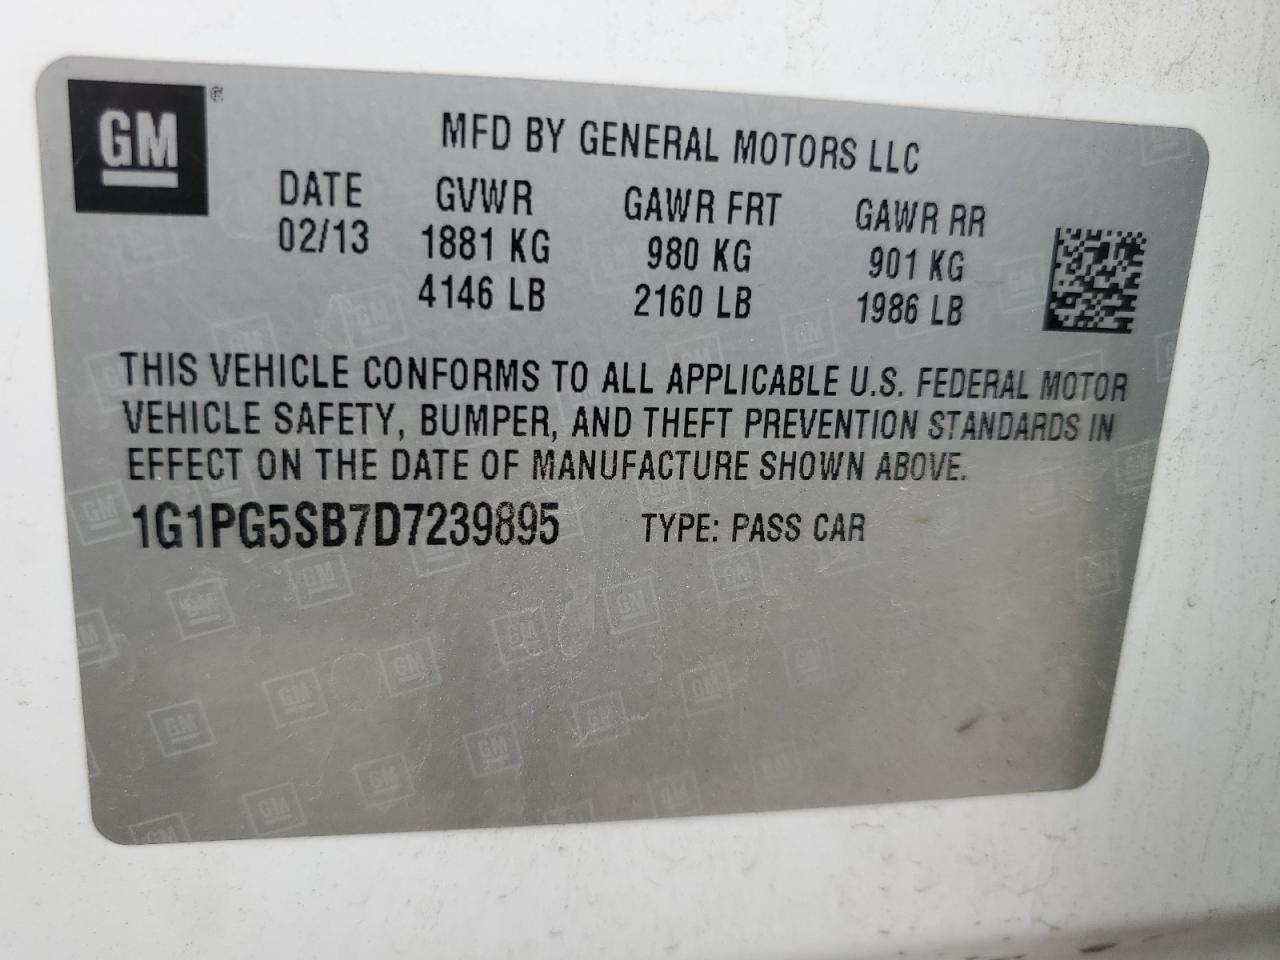 GM
MFD BY GENERAL MOTORS LLC
DATE GVWR GAWR FRT GAWR RR
02/13 1881 KG 980 KG 901 KG
4146 LB 2160 LB 1986 LB
THIS VEHICLE CONFORMS TO ALL APPLICABLE U.S. FEDERAL MOTOR
VEHICLE SAFETY, BUMPER, AND THEFT PREVENTION STANDARDS IN
EFFECT ON THE DATE OF MANUFACTURE SHOWN ABOVE.
1G1PG5SB7D7239895 TYPE: PASS CAR